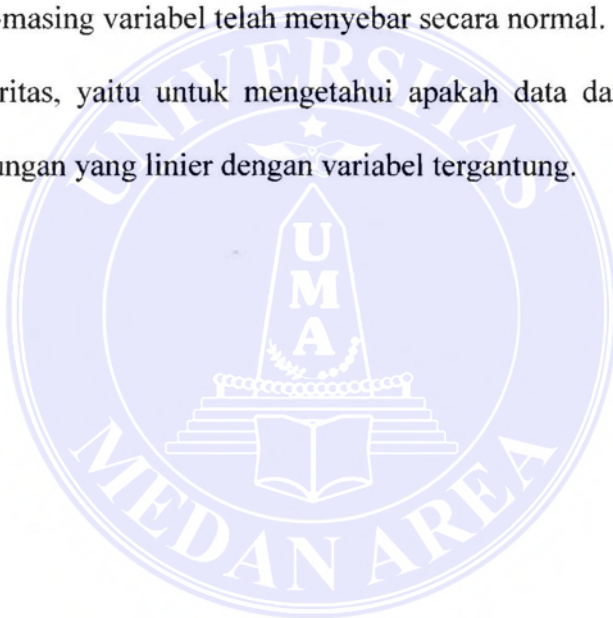 -masing variabel telah menyebar secara normal.
ritas, yaitu untuk mengetahui apakah data da
ungan yang linier dengan variabel tergantung.
UNIVERSITAS
UMA
MEDAN AREA